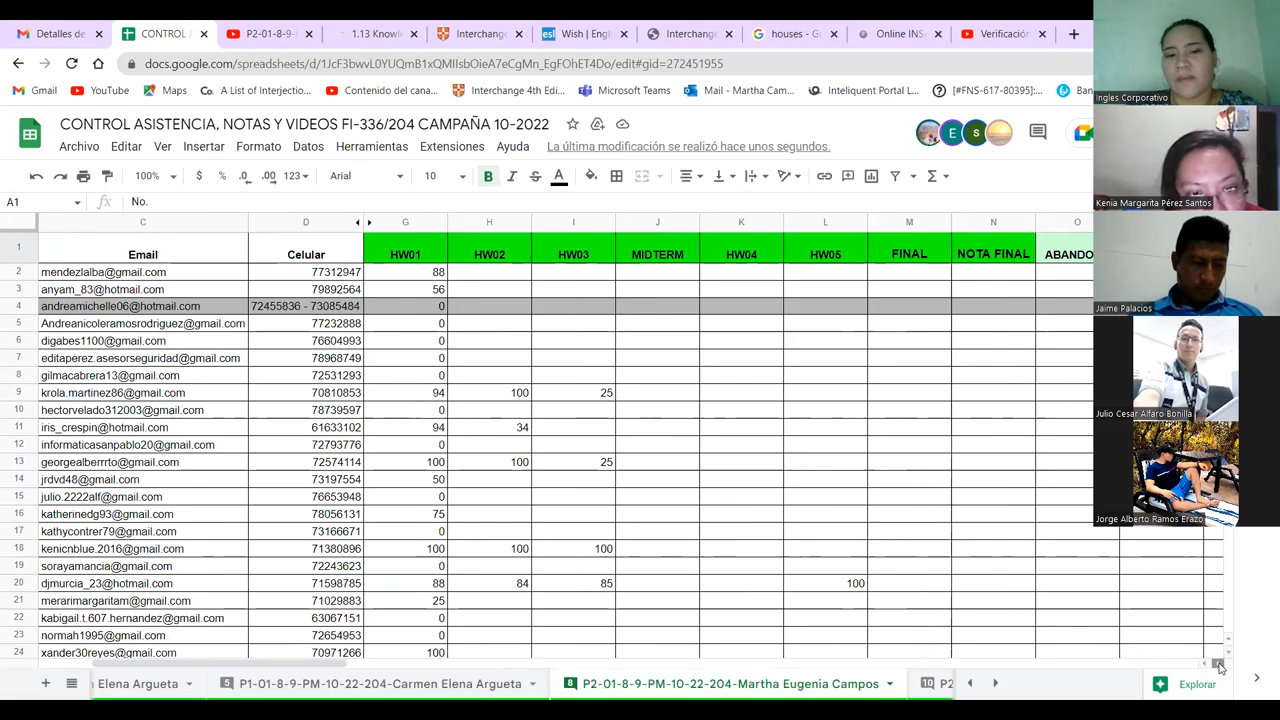 Detalles de
CONTROL A
P2-01-8-9-
1.13 Knowle
Interchange
Wish | Engl
Interchange
houses - Go
Online INSA
Verificación
docs.google.com/spreadsheets/d/1JcF3bwvL0YUQmB1xQMIIsbOieA7eCgMn_EgFOhET4Do/edit#gid=272451955
Gmail
YouTube
Maps
A List of Interjectio...
Contenido del cana...
Interchange 4th Edi...
Microsoft Teams
Mail - Martha Cam...
Inteliquent Portal L...
[#FNS-617-80395]:...
Ban
CONTROL ASISTENCIA, NOTAS Y VIDEOS FI-336/204 CAMPAÑA 10-2022
Archivo Editar Ver Insertar Formato Datos Herramientas Extensiones Ayuda La última modificación se realizó hace unos segundos.
100% $ % .0 .00 123 Arial 10 B I S A
A1 fx No.
C D G H I J K L M N O
1 Email Celular HW01 HW02 HW03 MIDTERM HW04 HW05 FINAL NOTA FINAL ABANDO
2 mendezlalba@gmail.com 77312947 88
3 anyam_83@hotmail.com 79892564 56
4 andreamichelle06@hotmail.com 72455836 - 73085484 0
5 Andreanicoleramosrodriguez@gmail.com 77232888 0
6 digabes1100@gmail.com 76604993 0
7 editaperez.asesorseguridad@gmail.com 78968749 0
8 gilmacabrera13@gmail.com 72531293 0
9 krola.martinez86@gmail.com 70810853 94 100 25
10 hectorvelado312003@gmail.com 78739597 0
11 iris_crespin@hotmail.com 61633102 94 34
12 informaticasanpablo20@gmail.com 72793776 0
13 georgealberrrto@gmail.com 72574114 100 100 25
14 jrdvd48@gmail.com 73197554 50
15 julio.2222alf@gmail.com 76653948 0
16 katherinedg93@gmail.com 78056131 75
17 kathycontrer79@gmail.com 73166671 0
18 kenicnblue.2016@gmail.com 71380896 100 100 100
19 sorayamancia@gmail.com 72243623 0
20 djmurcia_23@hotmail.com 71598785 88 84 85 100
21 merarimargaritam@gmail.com 71029883 25
22 kabigail.t.607.hernandez@gmail.com 63067151 0
23 normah1995@gmail.com 72654953 0
24 xander30reyes@gmail.com 70971266 100
Elena Argueta
5 P1-01-8-9-PM-10-22-204-Carmen Elena Argueta
8 P2-01-8-9-PM-10-22-204-Martha Eugenia Campos
10 P2
Explorar
Ingles Corporativo
Kenia Margarita Pérez Santos
Jaime Palacios
Julio Cesar Alfaro Bonilla
Jorge Alberto Ramos Erazo